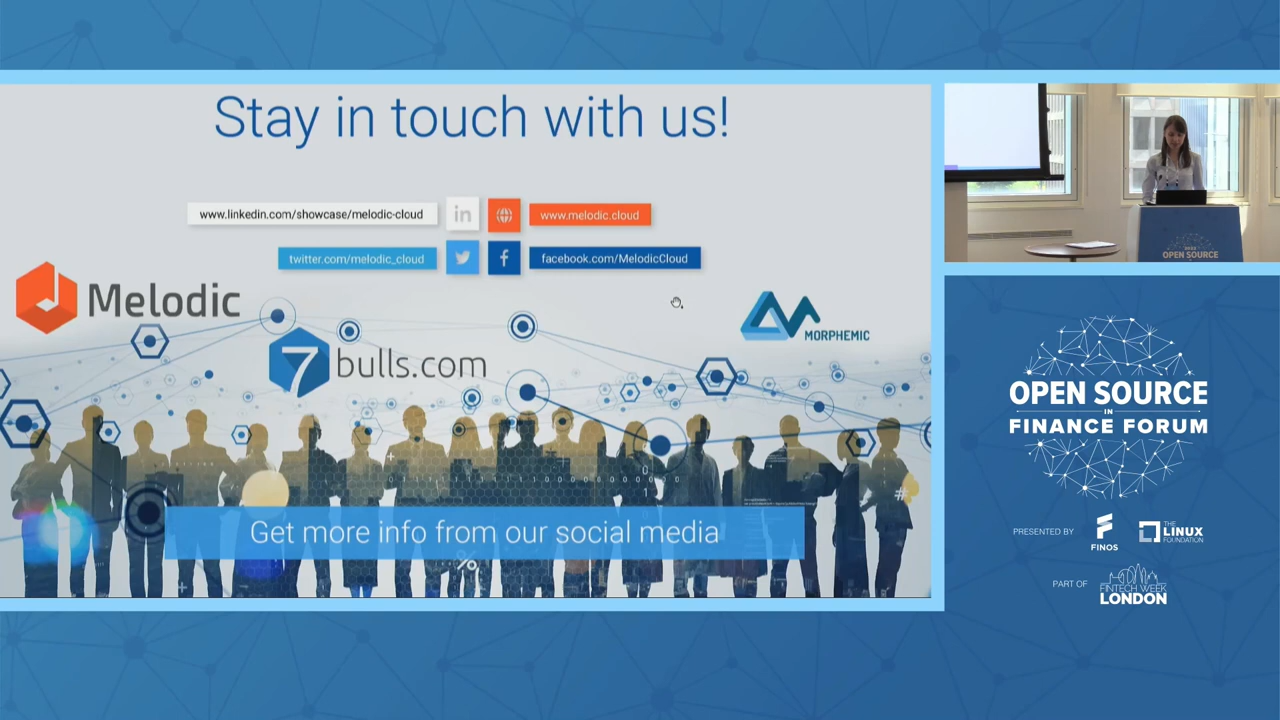 Stay in touch with us!
www.linkedin.com/showcase/melodic-cloud
in
www.melodic.cloud
twitter.com/melodic_cloud
f
facebook.com/MelodicCloud
Melodic
7bulls.com
MORPHEMIC
Get more info from our social media
OPEN SOURCE
OPEN SOURCE
IN
FINANCE FORUM
PRESENTED BY
FINOS
THE
LINUX
FOUNDATION
PART OF
FINTECH WEEK
LONDON